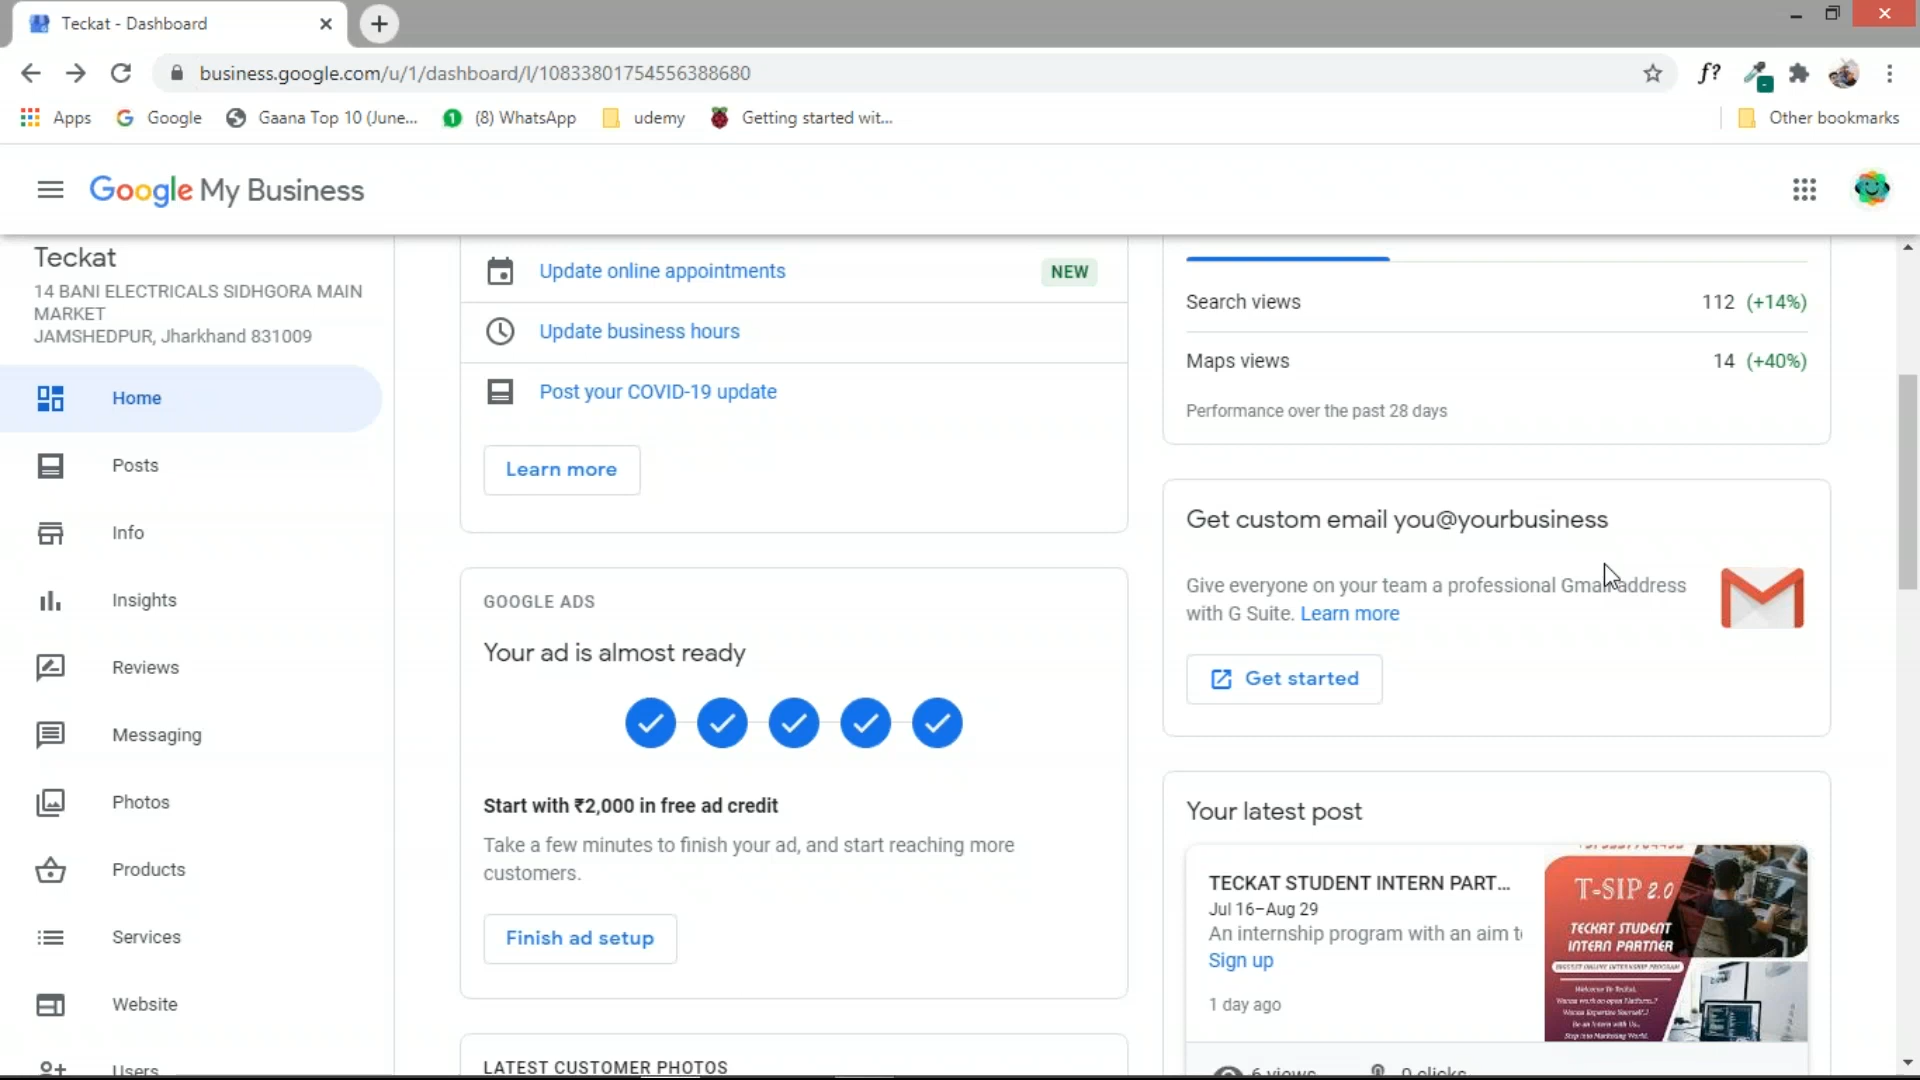 Teckat - Dashboard
business.google.com/u/1/dashboard/l/10833801754556388680
f?
Apps
Google
Gaana Top 10 (June...
1
(8) WhatsApp
udemy
Getting started wit...
Other bookmarks
Google My Business
Teckat
14 BANI ELECTRICALS SIDHGORA MAIN
MARKET
JAMSHEDPUR, Jharkhand 831009
Home
Posts
Info
Insights
Reviews
Messaging
Photos
Products
Services
Website
Users
Update online appointments
NEW
Update business hours
Post your COVID-19 update
Learn more
GOOGLE ADS
Your ad is almost ready
Start with ₹2,000 in free ad credit
Take a few minutes to finish your ad, and start reaching more
customers.
Finish ad setup
LATEST CUSTOMER PHOTOS
Search views 112 (+14%)
Maps views 14 (+40%)
Performance over the past 28 days
Get custom email you@yourbusiness
Give everyone on your team a professional Gmail address
with G Suite. Learn more
Get started
Your latest post
TECKAT STUDENT INTERN PART...
Jul 16–Aug 29
An internship program with an aim t
Sign up
1 day ago
T-SIP 2.0
TECKAT STUDENT
INTERN PARTNER
6 views
0 clicks